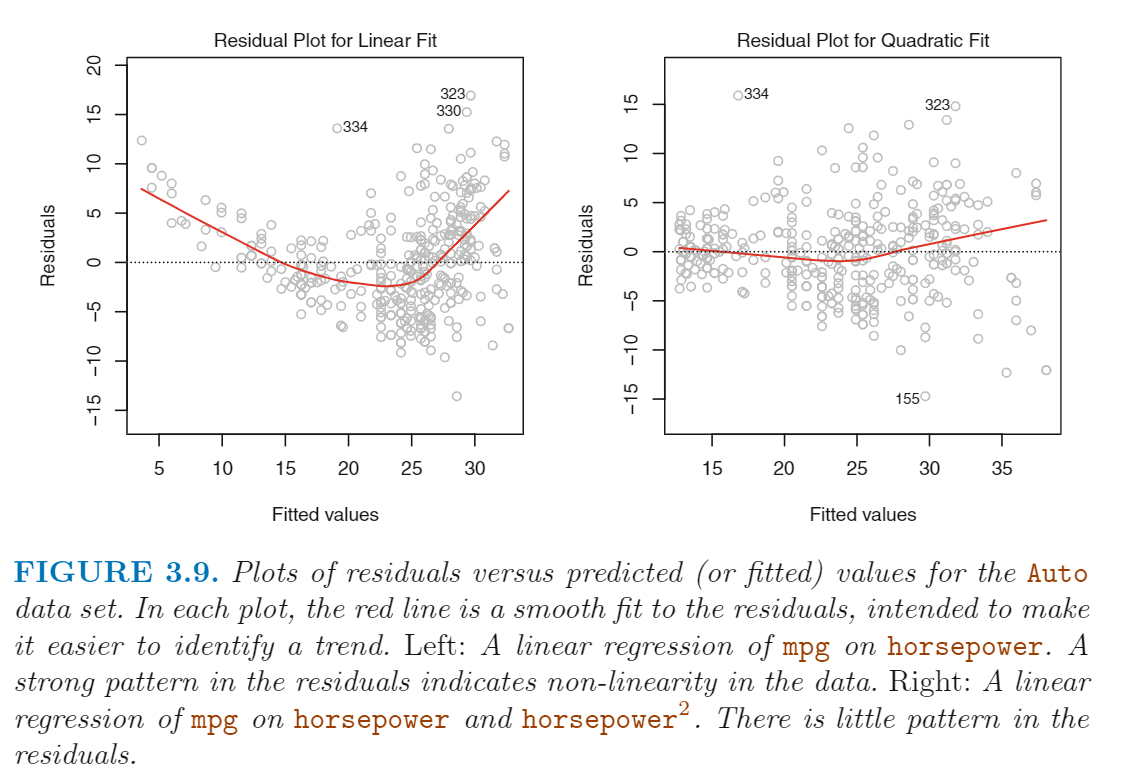 Residual Plot for Linear Fit
Residuals
20
15
10
5
0
−5
−10
−15
323
330
334
5 10 15 20 25 30
Fitted values
Residual Plot for Quadratic Fit
Residuals
15
10
5
0
−5
−10
−15
334
323
155
15 20 25 30 35
Fitted values
FIGURE 3.9. Plots of residuals versus predicted (or fitted) values for the Auto
data set. In each plot, the red line is a smooth fit to the residuals, intended to make
it easier to identify a trend. Left: A linear regression of mpg on horsepower. A
strong pattern in the residuals indicates non-linearity in the data. Right: A linear
regression of mpg on horsepower and horsepower². There is little pattern in the
residuals.